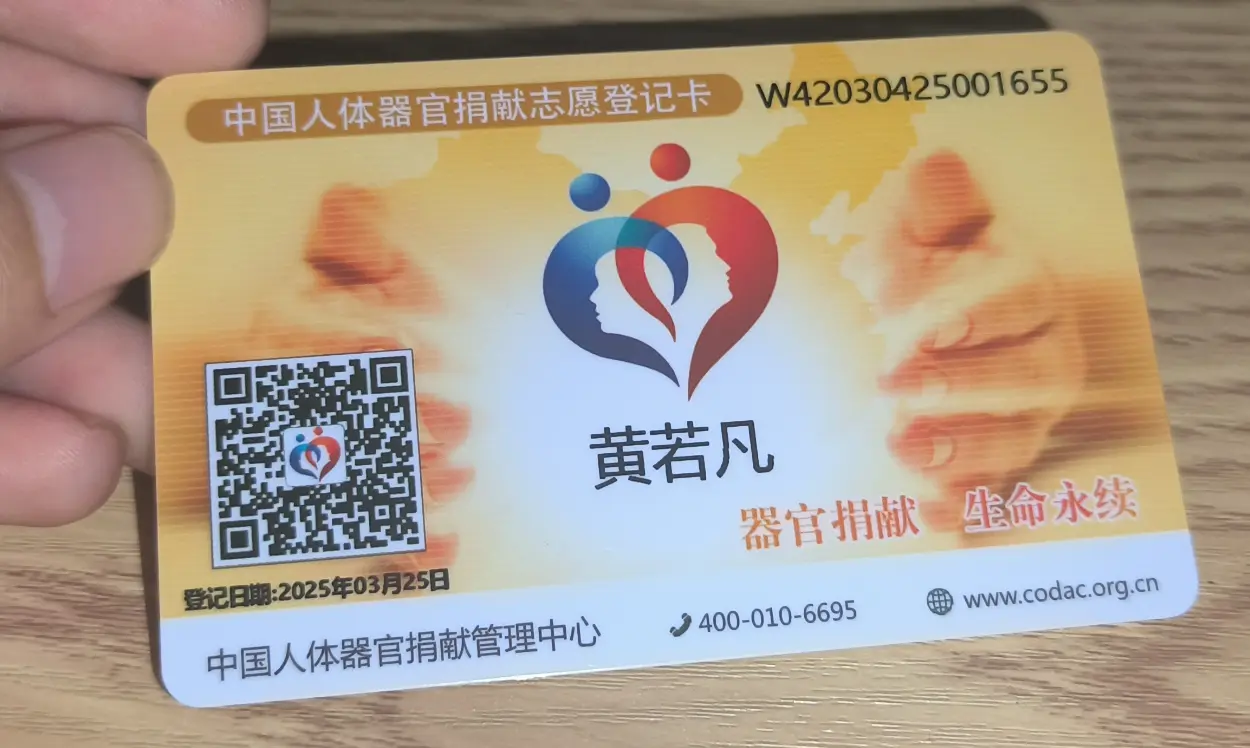 中国人体器官捐献志愿登记卡
W42030425001655
黄若凡
器官捐献 生命永续
登记日期:2025年03月25日
中国人体器官捐献管理中心
400-010-6695
www.codac.org.cn